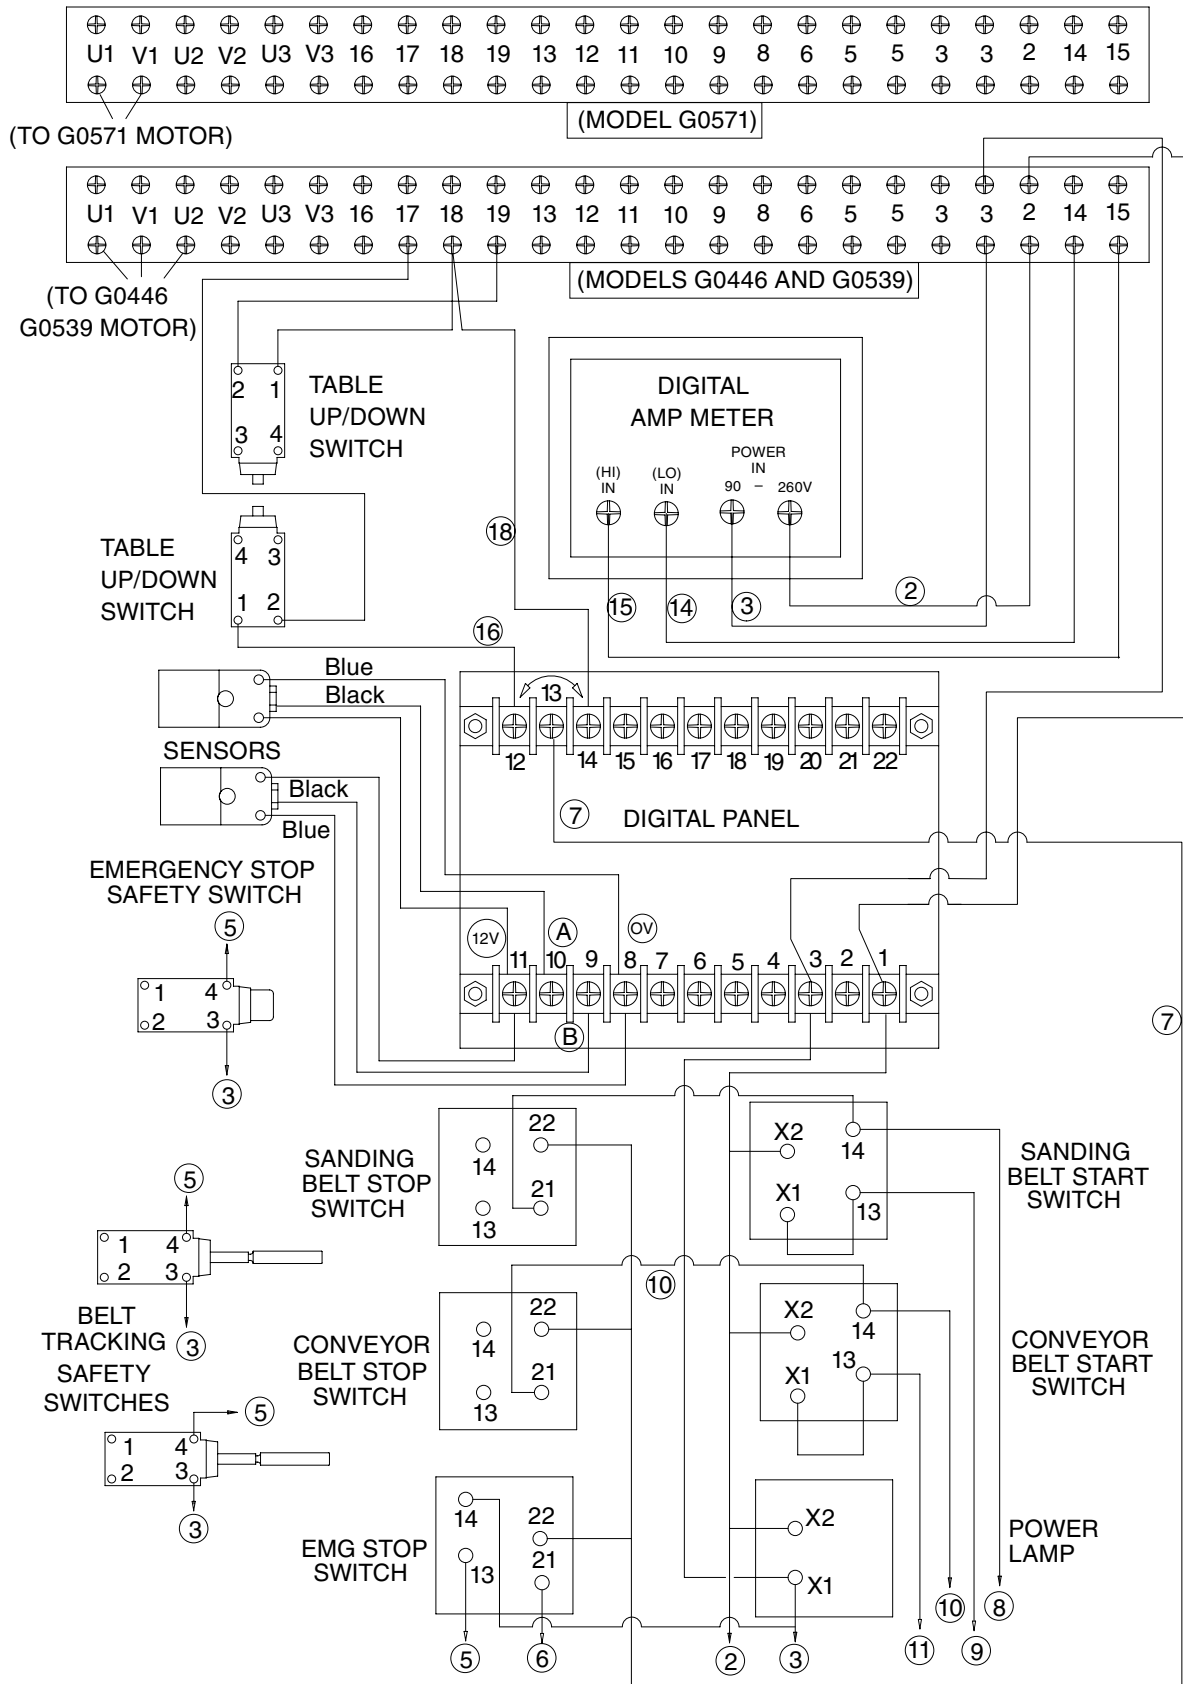 U1 V1 U2 V2 U3 V3 16 17 18 19 13 12 11 10 9 8 6 5 5 3 3 2 14 15
(TO G0571 MOTOR)
(MODEL G0571)
U1 V1 U2 V2 U3 V3 16 17 18 19 13 12 11 10 9 8 6 5 5 3 3 2 14 15
(TO G0446
G0539 MOTOR)
(MODELS G0446 AND G0539)
2 1
3 4
TABLE
UP/DOWN
SWITCH
DIGITAL
AMP METER
POWER
IN
90 – 260V
(HI)
IN
(LO)
IN
18
15
14
3
2
TABLE
UP/DOWN
SWITCH
4 3
1 2
16
Blue
Black
SENSORS
Black
Blue
13
12 14 15 16 17 18 19 20 21 22
7
DIGITAL PANEL
EMERGENCY STOP
SAFETY SWITCH
5
1 4
2 3
3
12V
A
OV
11 10 9 8 7 6 5 4 3 2 1
B
7
SANDING
BELT STOP
SWITCH
22
14
21
13
X2
14
X1
13
SANDING
BELT START
SWITCH
5
1 4
2 3
3
BELT
TRACKING
SAFETY
SWITCHES
5
1 4
2 3
3
10
CONVEYOR
BELT STOP
SWITCH
22
14
21
13
X2
14
13
X1
CONVEYOR
BELT START
SWITCH
EMG STOP
SWITCH
14
22
13
21
X2
X1
POWER
LAMP
5
6
2
3
11
10
9
8